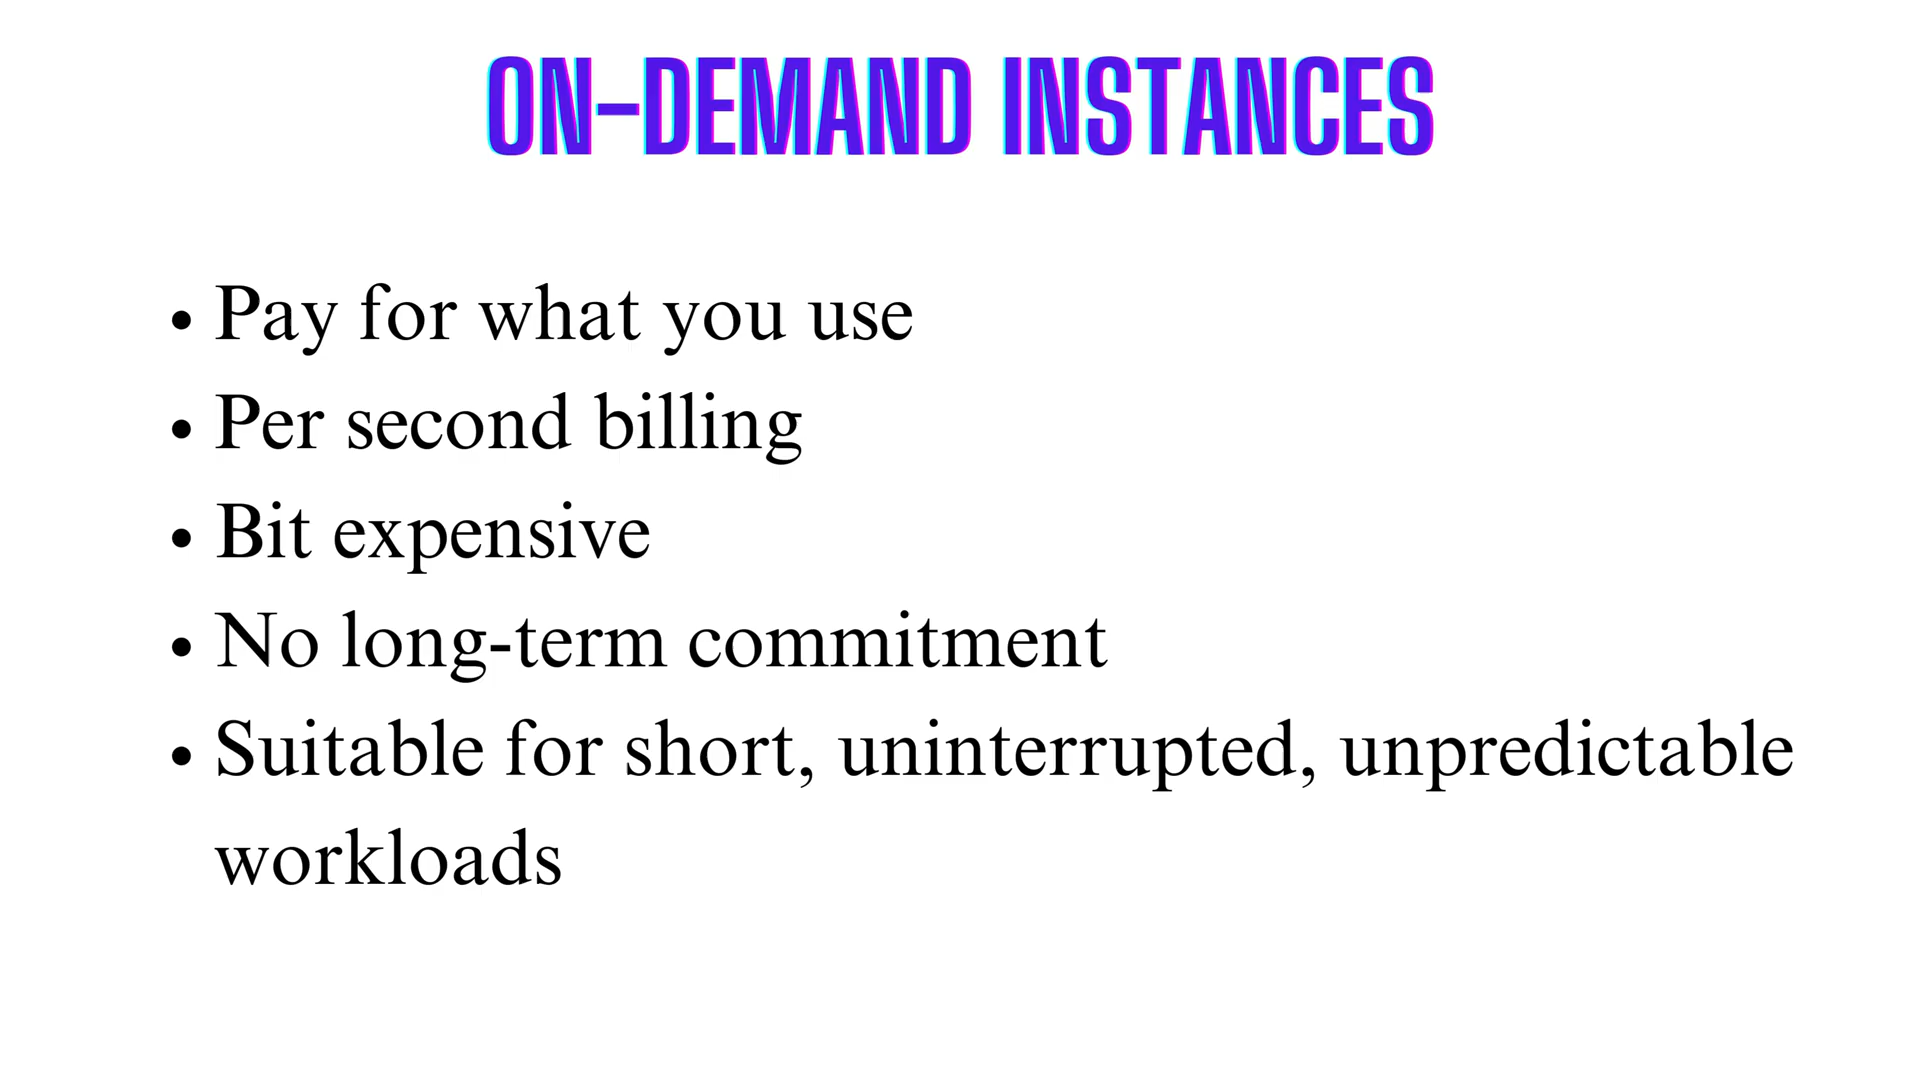 ON-DEMAND INSTANCES
• Pay for what you use
• Per second billing
• Bit expensive
• No long-term commitment
• Suitable for short, uninterrupted, unpredictable
workloads